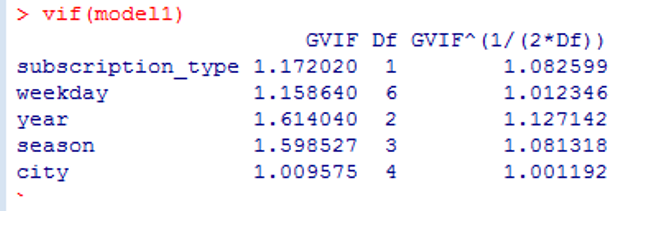 > vif(model1)
GVIF Df GVIF^(1/(2*Df))
subscription_type 1.172020 1 1.082599
weekday 1.158640 6 1.012346
year 1.614040 2 1.127142
season 1.598527 3 1.081318
city 1.009575 4 1.001192